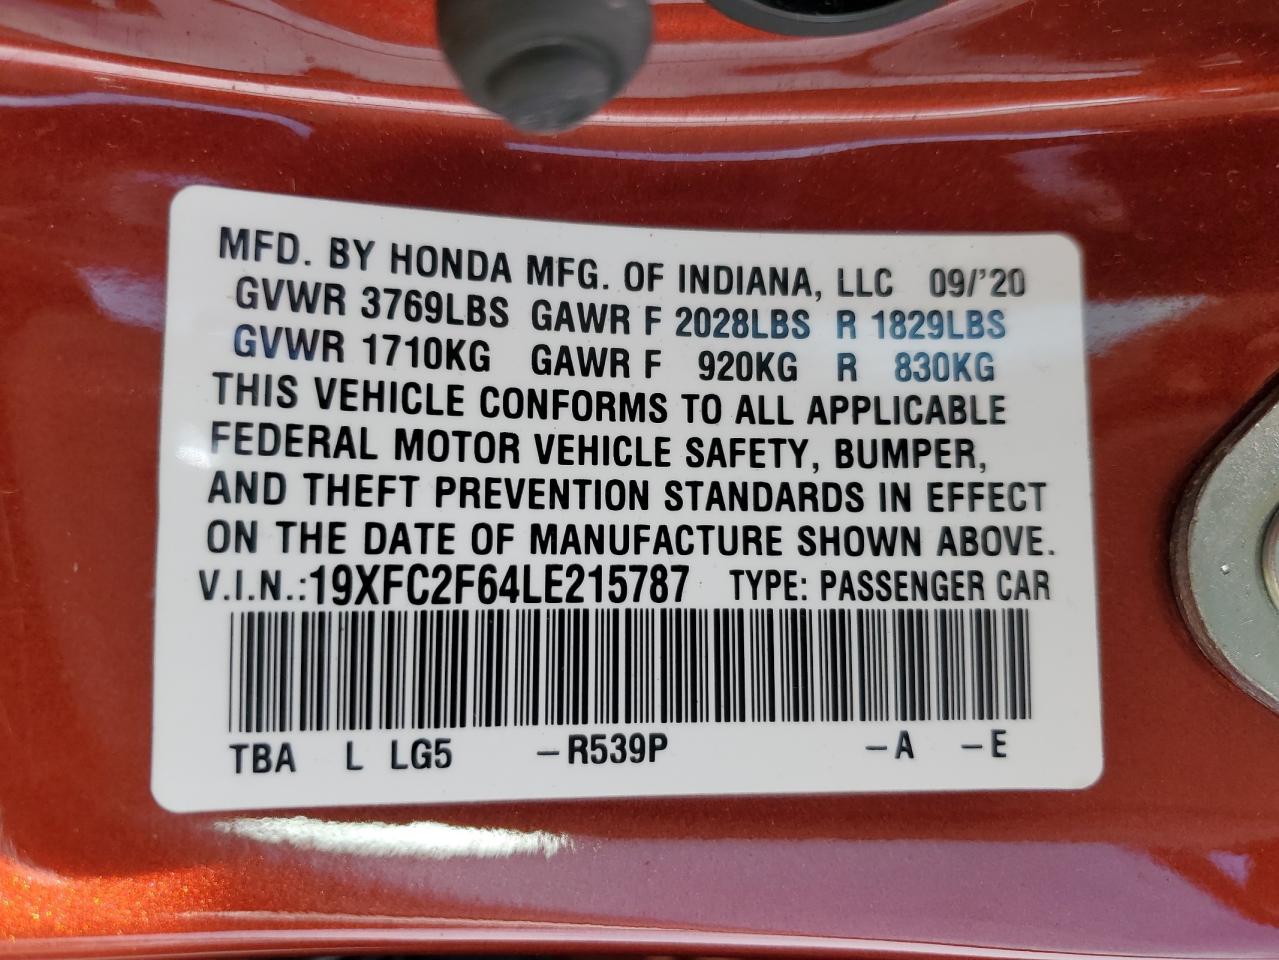 MFD. BY HONDA MFG. OF INDIANA, LLC 09/'20
GVWR 3769LBS GAWR F 2028LBS R 1829LBS
GVWR 1710KG GAWR F 920KG R 830KG
THIS VEHICLE CONFORMS TO ALL APPLICABLE
FEDERAL MOTOR VEHICLE SAFETY, BUMPER,
AND THEFT PREVENTION STANDARDS IN EFFECT
ON THE DATE OF MANUFACTURE SHOWN ABOVE.
V.I.N.:19XFC2F64LE215787 TYPE: PASSENGER CAR
TBA L LG5 –R539P –A –E